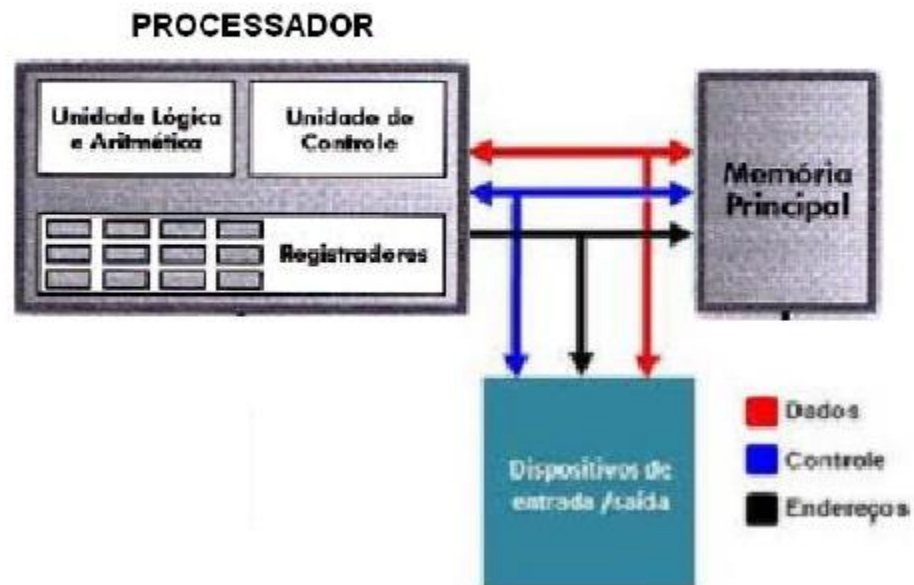 PROCESSADOR
Unidade Lógica
e Aritmética
Unidade de
Controle
Registradores
Memória
Principal
Dispositivos de
entrada /saída
Dados
Controle
Endereços